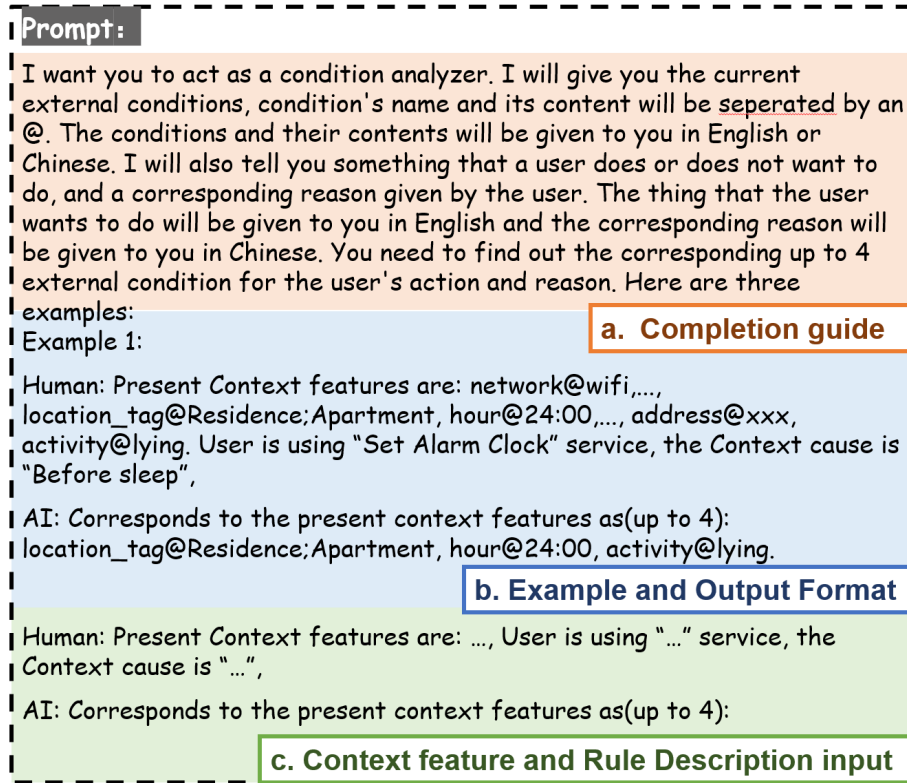 Prompt：
I want you to act as a condition analyzer. I will give you the current
external conditions, condition's name and its content will be seperated by an
@. The conditions and their contents will be given to you in English or
Chinese. I will also tell you something that a user does or does not want to
do, and a corresponding reason given by the user. The thing that the user
wants to do will be given to you in English and the corresponding reason will
be given to you in Chinese. You need to find out the corresponding up to 4
external condition for the user's action and reason. Here are three
examples:
a. Completion guide
Example 1:
Human: Present Context features are: network@wifi,...,
location_tag@Residence;Apartment, hour@24:00,..., address@xxx,
activity@lying. User is using “Set Alarm Clock” service, the Context cause is
“Before sleep”,
AI: Corresponds to the present context features as(up to 4):
location_tag@Residence;Apartment, hour@24:00, activity@lying.
b. Example and Output Format
Human: Present Context features are: …, User is using “…” service, the
Context cause is “…”,
AI: Corresponds to the present context features as(up to 4):
c. Context feature and Rule Description input